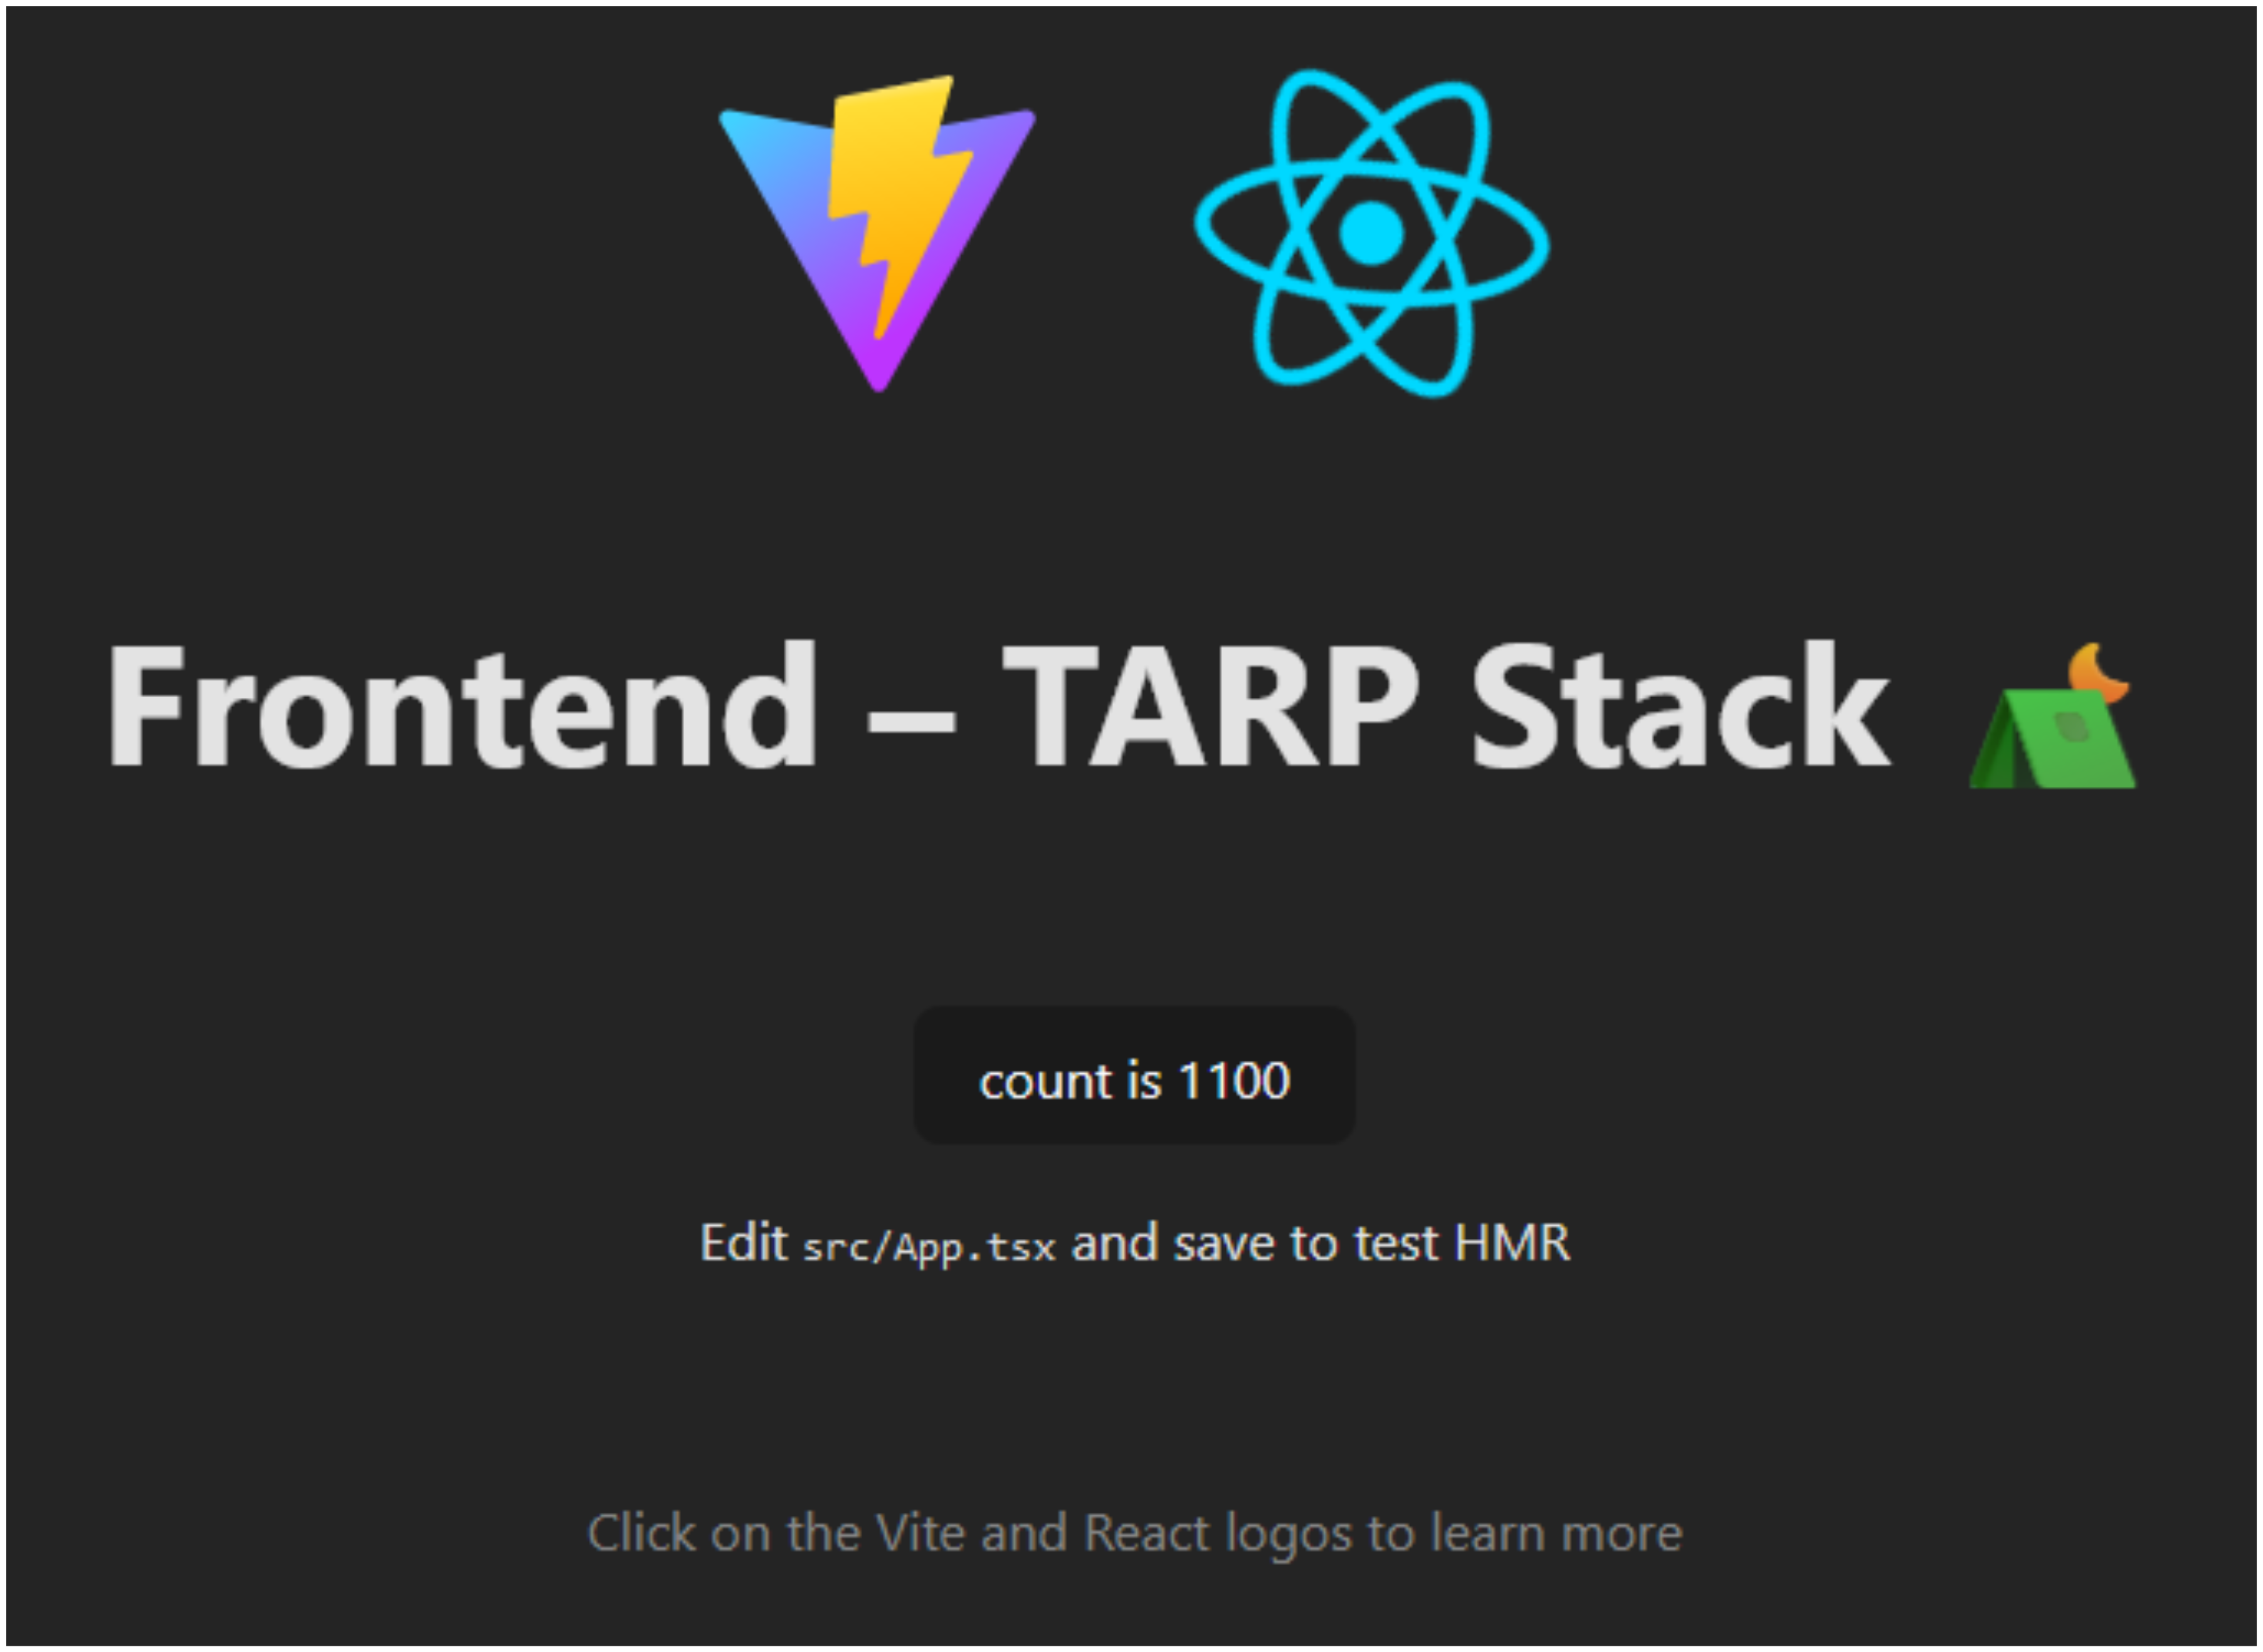 Frontend – TARP Stack 🏕
count is 1100
Edit src/App.tsx and save to test HMR
Click on the Vite and React logos to learn more